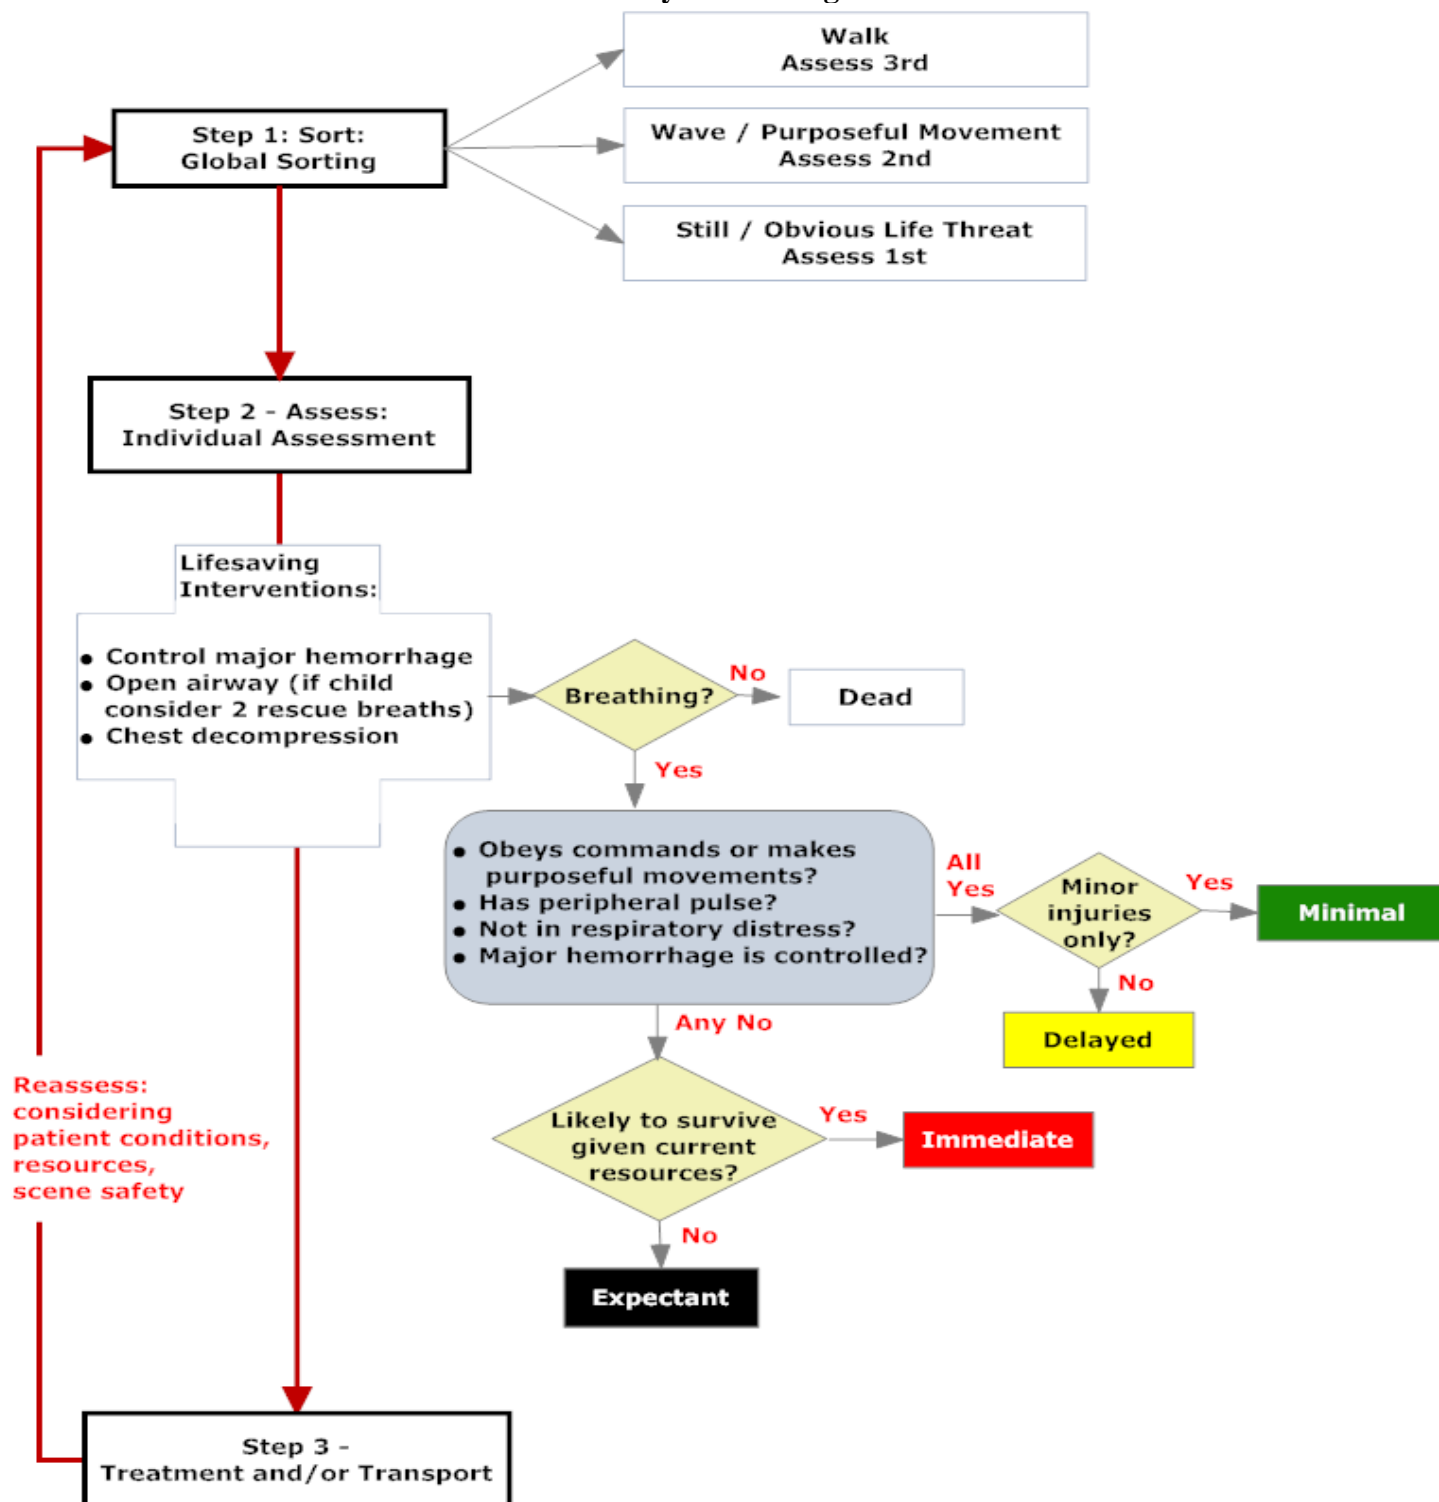 Walk
Assess 3rd
Step 1: Sort:
Global Sorting
Wave / Purposeful Movement
Assess 2nd
Still / Obvious Life Threat
Assess 1st
Step 2 - Assess:
Individual Assessment
Lifesaving
Interventions:
● Control major hemorrhage
● Open airway (if child
consider 2 rescue breaths)
● Chest decompression
Breathing?
No
Dead
Yes
● Obeys commands or makes
purposeful movements?
● Has peripheral pulse?
● Not in respiratory distress?
● Major hemorrhage is controlled?
All
Yes
Minor
injuries
only?
Yes
Minimal
No
Delayed
Any No
Likely to survive
given current
resources?
Yes
Immediate
No
Expectant
Reassess:
considering
patient conditions,
resources,
scene safety
Step 3 -
Treatment and/or Transport